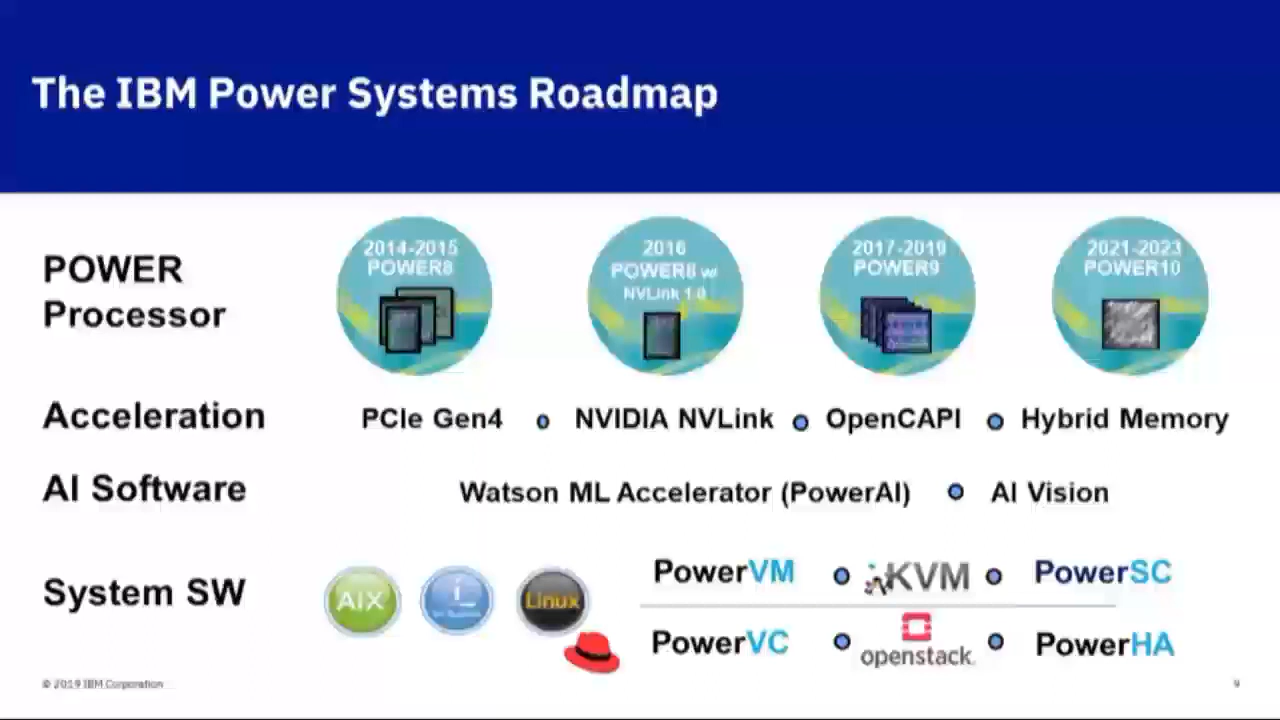 The IBM Power Systems Roadmap
POWER
Processor
2014-2015
POWER8
2016
POWER8 w/
NVLink 1.0
2017-2019
POWER9
2021-2023
POWER10
Acceleration
PCIe Gen4 • NVIDIA NVLink • OpenCAPI • Hybrid Memory
AI Software
Watson ML Accelerator (PowerAI) • AI Vision
System SW
AIX
i
Linux
PowerVM • KVM • PowerSC
PowerVC • openstack. • PowerHA
© 2019 IBM Corporation
9